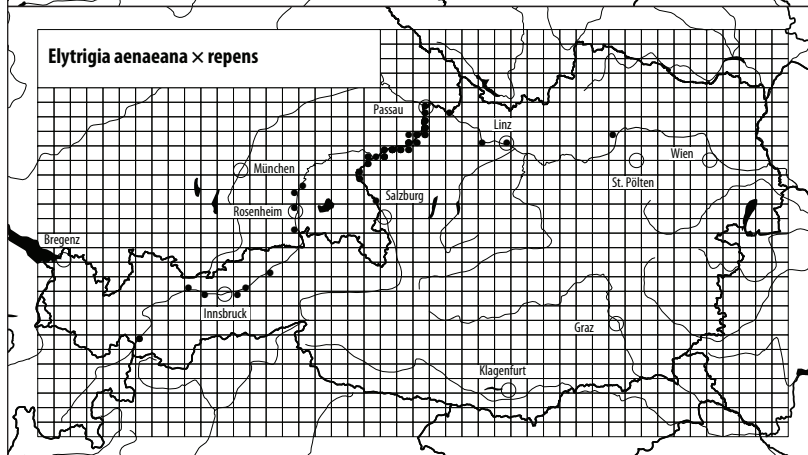 Elytrigia aenaeana × repens
Passau
Linz
Wien
München
St. Pölten
Salzburg
Rosenheim
Bregenz
Innsbruck
Graz
Klagenfurt